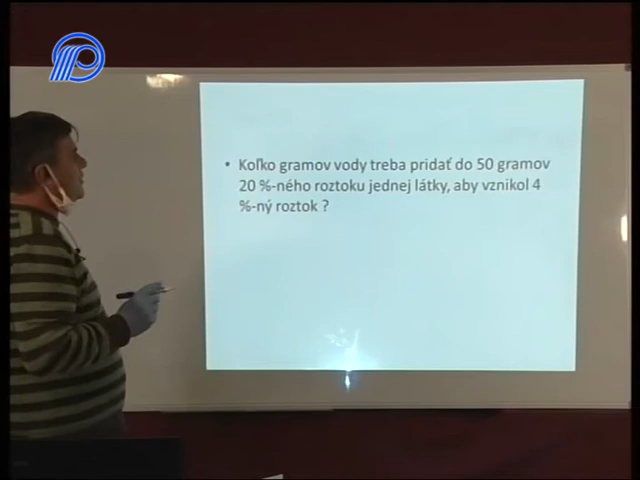 • Koľko gramov vody treba pridať do 50 gramov
20 %-ného roztoku jednej látky, aby vznikol 4
%-ný roztok ?